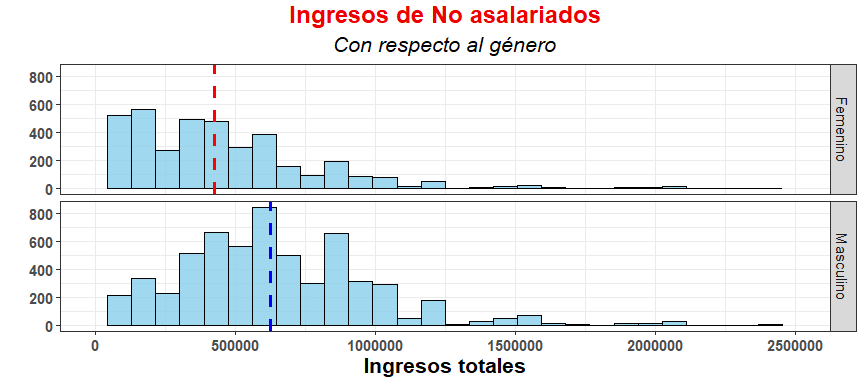 Ingresos de No asalariados
Con respecto al género
800
600
400
200
0
Femenino
800
600
400
200
0
Masculino
0 500000 1000000 1500000 2000000 2500000
Ingresos totales